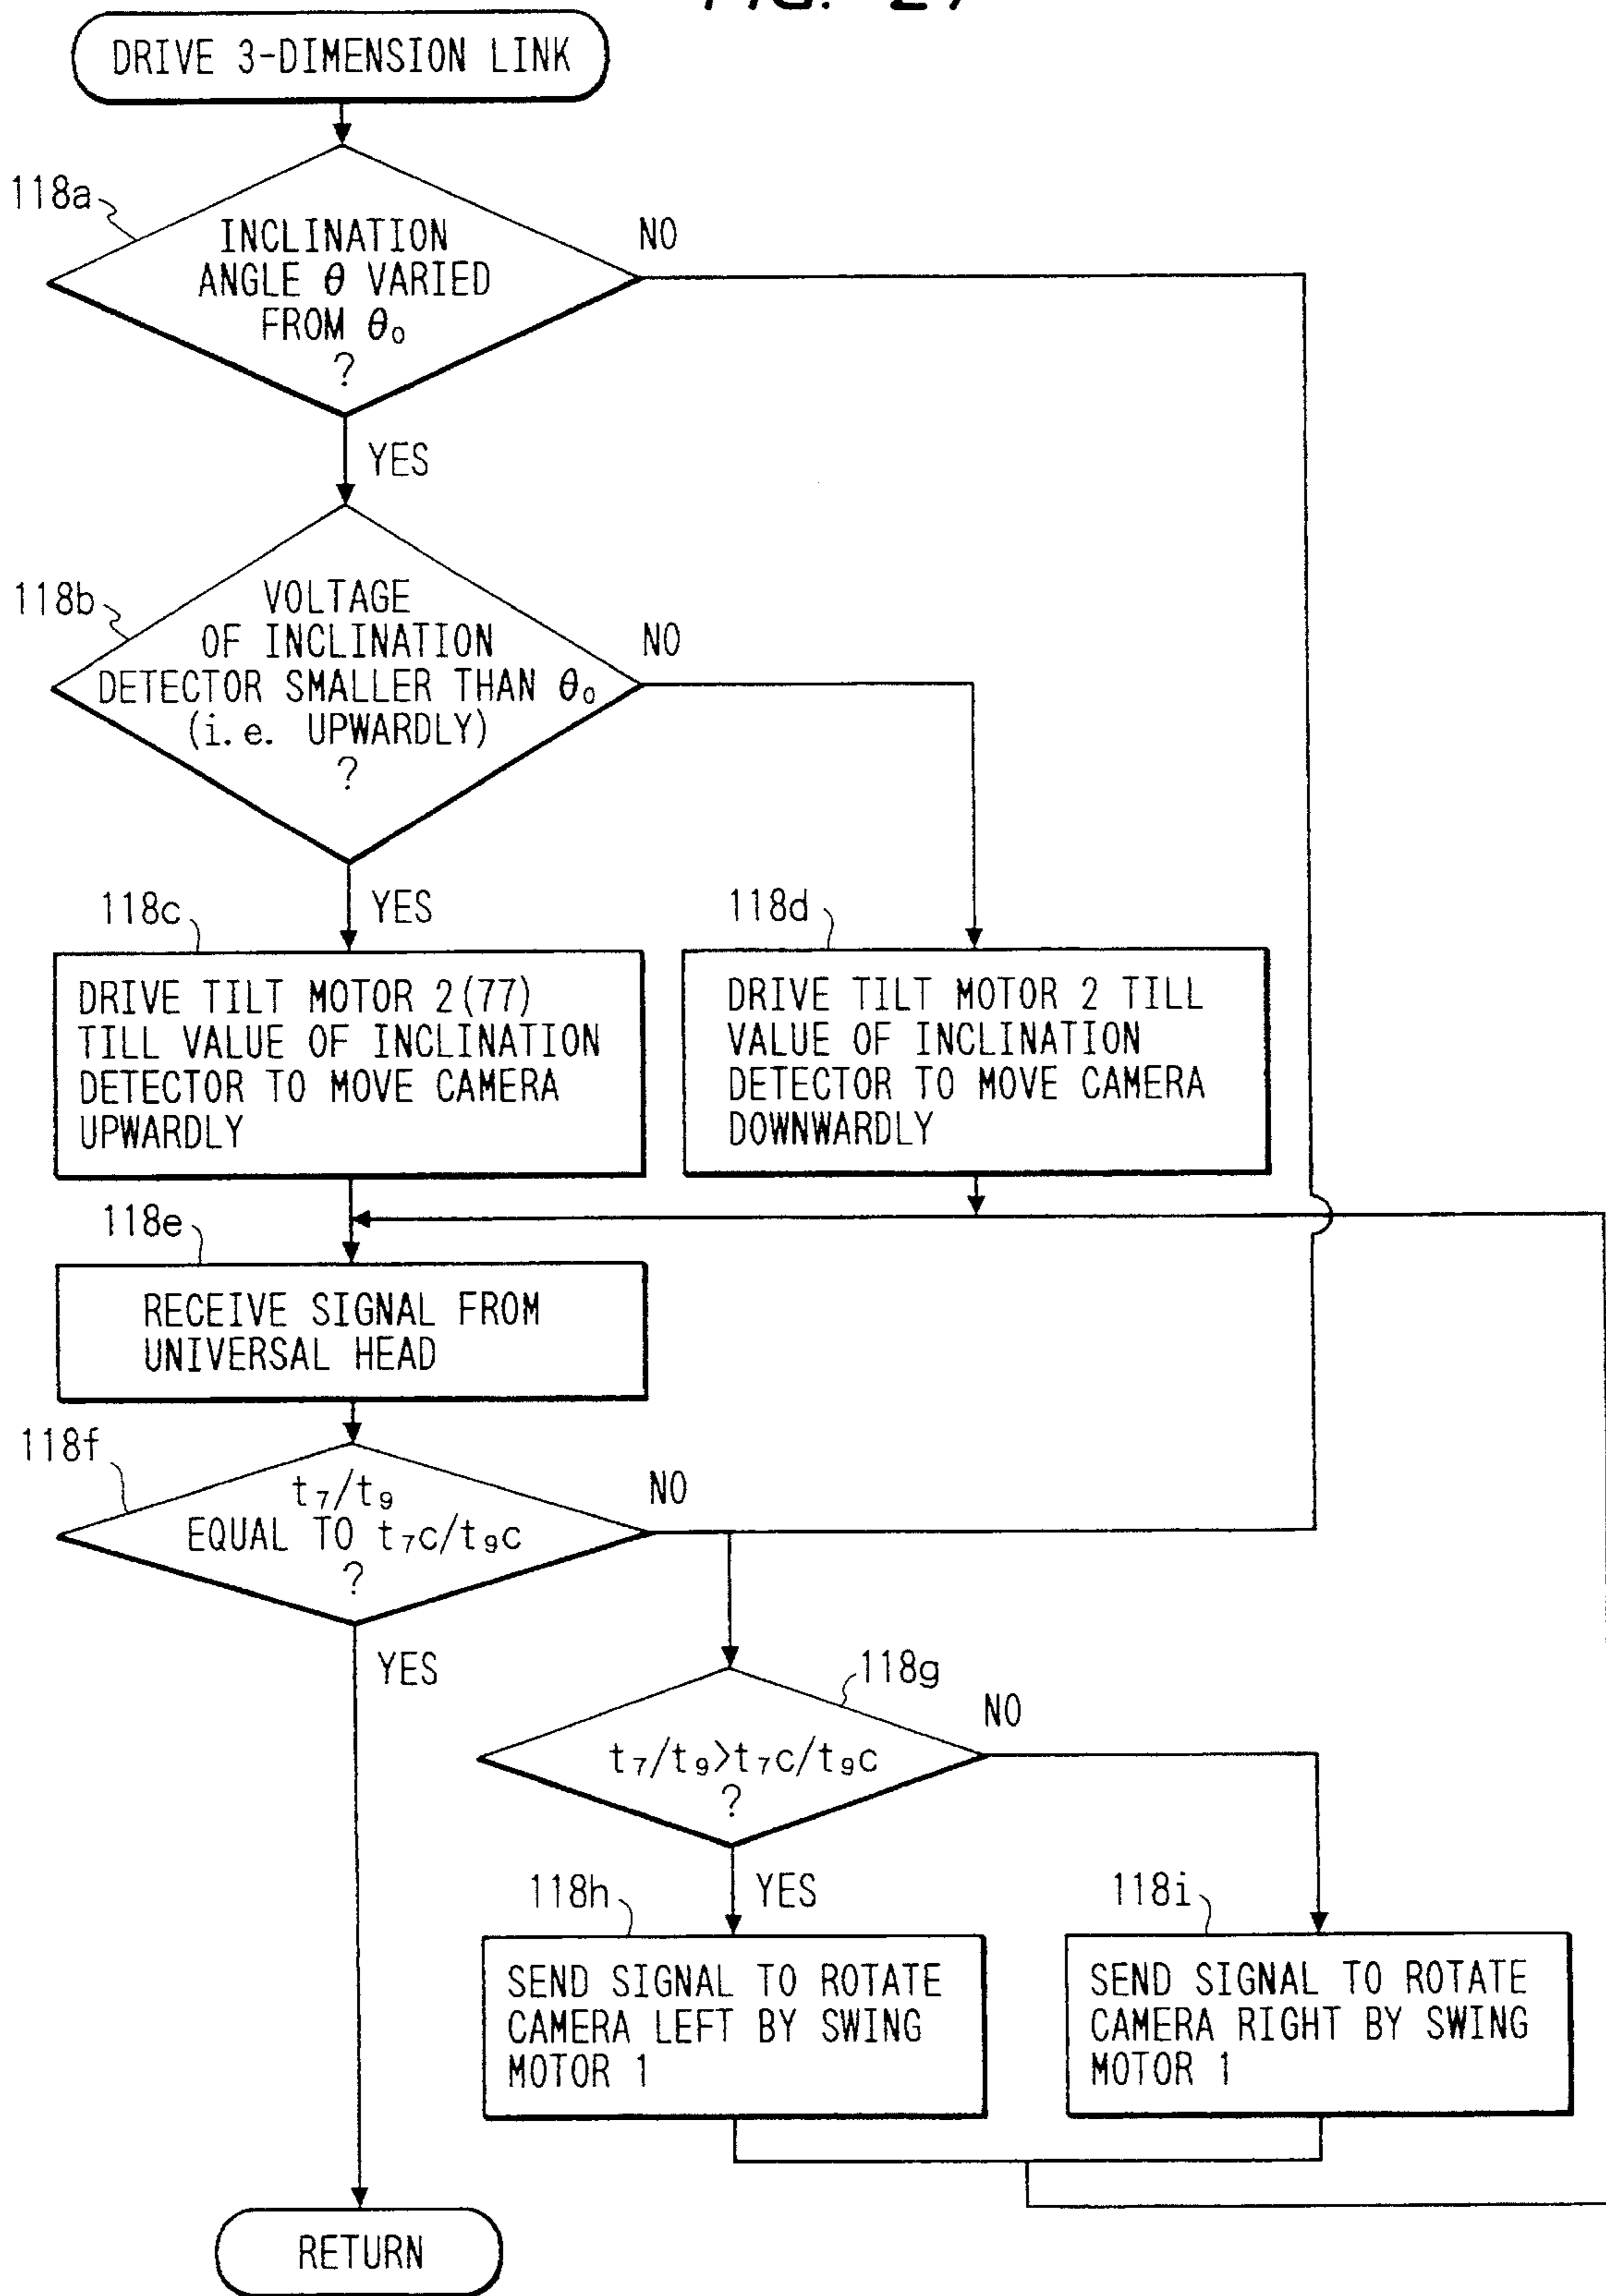 DRIVE 3-DIMENSION LINK
118a
INCLINATION
ANGLE θ VARIED
FROM θ₀
?
NO
YES
118b
VOLTAGE
OF INCLINATION
DETECTOR SMALLER THAN θ₀
(i.e. UPWARDLY)
?
NO
YES
118c
DRIVE TILT MOTOR 2(77)
TILL VALUE OF INCLINATION
DETECTOR TO MOVE CAMERA
UPWARDLY
118d
DRIVE TILT MOTOR 2 TILL
VALUE OF INCLINATION
DETECTOR TO MOVE CAMERA
DOWNWARDLY
118e
RECEIVE SIGNAL FROM
UNIVERSAL HEAD
118f
t₇/t₉
EQUAL TO t₇c/t₉c
?
NO
YES
118g
t₇/t₉>t₇c/t₉c
?
NO
YES
118h
SEND SIGNAL TO ROTATE
CAMERA LEFT BY SWING
MOTOR 1
118i
SEND SIGNAL TO ROTATE
CAMERA RIGHT BY SWING
MOTOR 1
RETURN